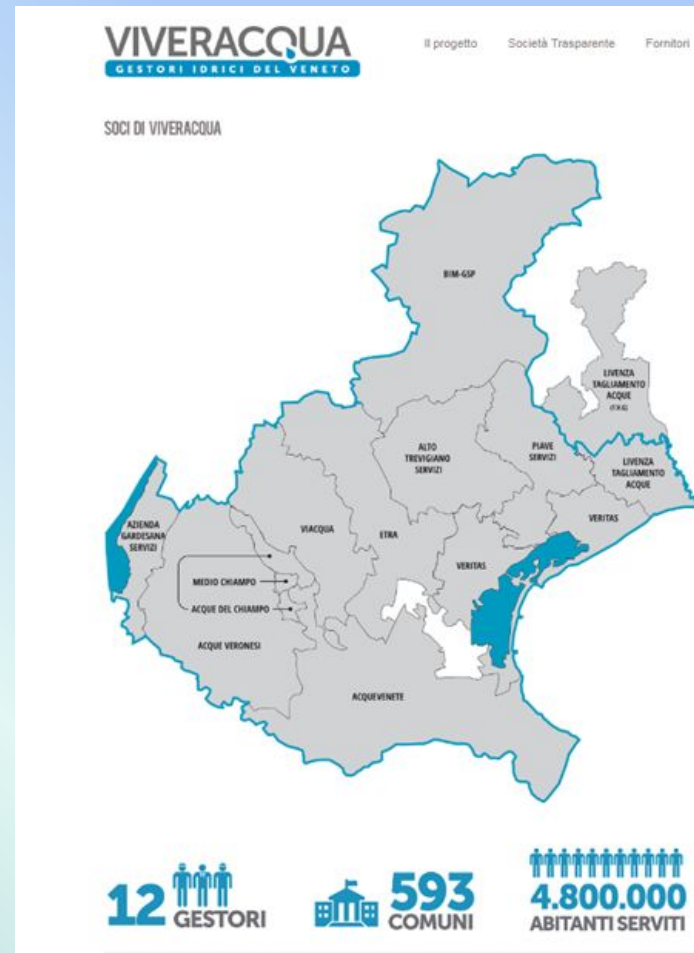 VIVERACQUA
GESTORI IDRICI DEL VENETO
Il progetto
Società Trasparente
Fornitori
SOCI DI VIVERACQUA
BIM-GSP
LIVENZA
TAGLIAMENTO
ACQUE
(F.V.G)
ALTO
TREVIGIANO
SERVIZI
PIAVE
SERVIZI
LIVENZA
TAGLIAMENTO
ACQUE
AZIENDA
GARDESANA
SERVIZI
VIACQUA
ETRA
VERITAS
VERITAS
MEDIO CHIAMPO
ACQUE DEL CHIAMPO
ACQUE VERONESI
ACQUEVENETE
12 GESTORI
593 COMUNI
4.800.000
ABITANTI SERVITI